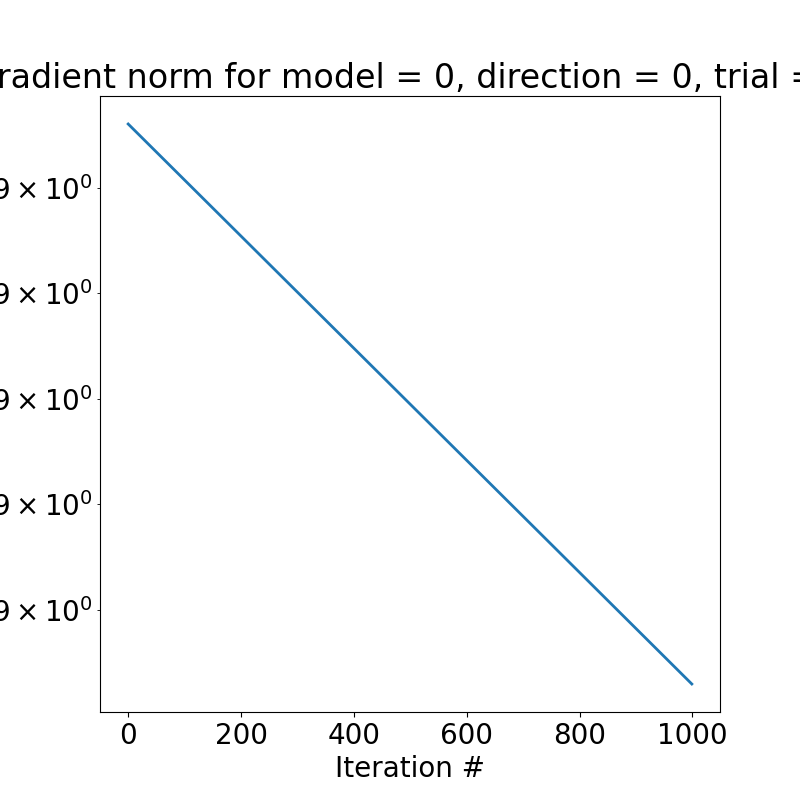 radient norm for model = 0, direction = 0, trial =
9 × 10⁰
9 × 10⁰
9 × 10⁰
9 × 10⁰
9 × 10⁰
0 200 400 600 800 1000
Iteration #